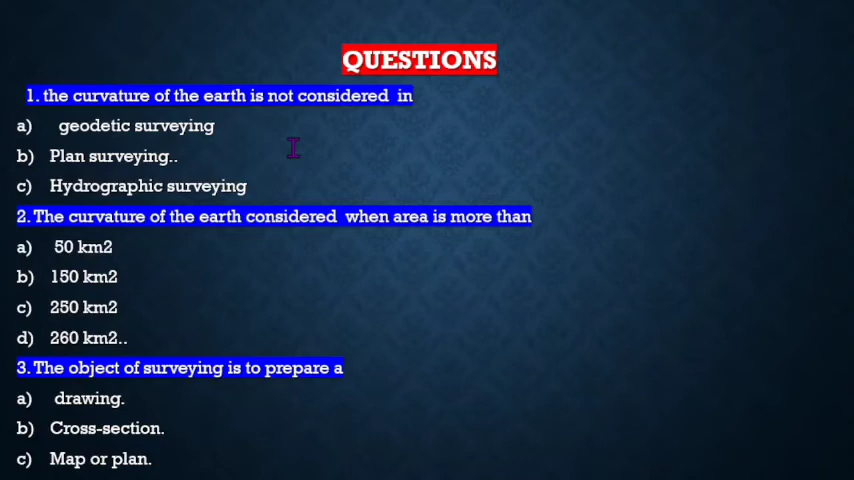 QUESTIONS
1. the curvature of the earth is not considered in
a) geodetic surveying
b) Plan surveying..
c) Hydrographic surveying
2. The curvature of the earth considered when area is more than
a) 50 km2
b) 150 km2
c) 250 km2
d) 260 km2..
3. The object of surveying is to prepare a
a) drawing.
b) Cross-section.
c) Map or plan.